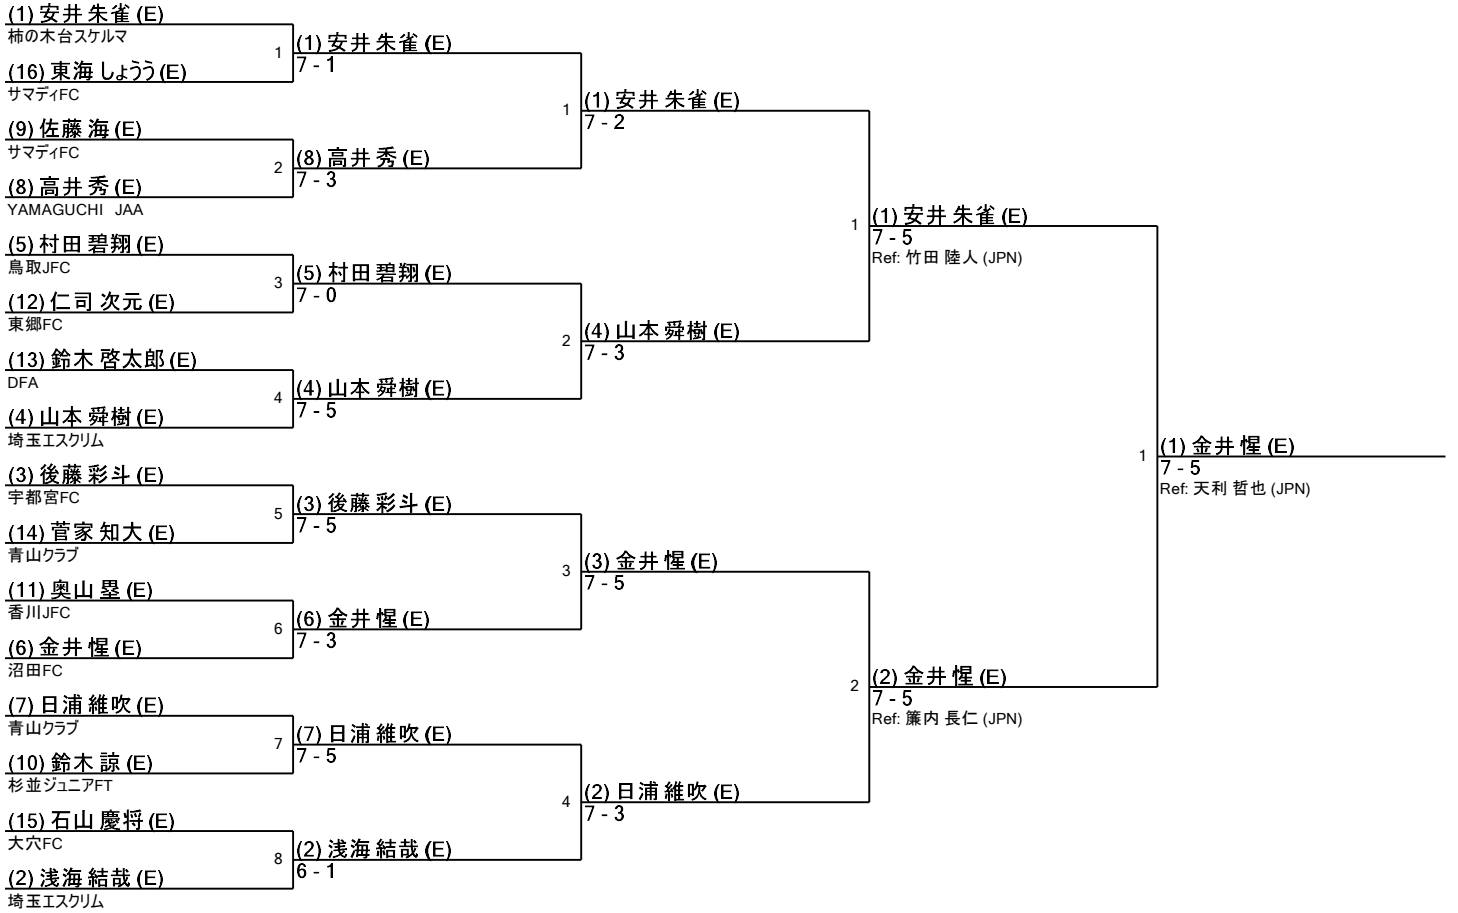 (1) 安井 朱雀 (E)
柿の木台スケルマ
(16) 東海 しょうう (E)
サマディFC
(9) 佐藤 海 (E)
サマディFC
(8) 高井 秀 (E)
YAMAGUCHI JAA
(5) 村田 碧翔 (E)
鳥取JFC
(12) 仁司 次元 (E)
東郷FC
(13) 鈴木 啓太郎 (E)
DFA
(4) 山本 舜樹 (E)
埼玉エスクリム
(3) 後藤 彩斗 (E)
宇都宮FC
(14) 菅家 知大 (E)
青山クラブ
(11) 奥山 塁 (E)
香川JFC
(6) 金井 惺 (E)
沼田FC
(7) 日浦 維吹 (E)
青山クラブ
(10) 鈴木 諒 (E)
杉並ジュニアFT
(15) 石山 慶将 (E)
大穴FC
(2) 浅海 結哉 (E)
埼玉エスクリム
1
(1) 安井 朱雀 (E)
7 - 1
2
(8) 高井 秀 (E)
7 - 3
3
(5) 村田 碧翔 (E)
7 - 0
4
(4) 山本 舜樹 (E)
7 - 5
5
(3) 後藤 彩斗 (E)
7 - 5
6
(6) 金井 惺 (E)
7 - 3
7
(7) 日浦 維吹 (E)
7 - 5
8
(2) 浅海 結哉 (E)
6 - 1
1
(1) 安井 朱雀 (E)
7 - 2
2
(4) 山本 舜樹 (E)
7 - 3
3
(3) 金井 惺 (E)
7 - 5
4
(2) 日浦 維吹 (E)
7 - 3
1
(1) 安井 朱雀 (E)
7 - 5
Ref: 竹田 陸人 (JPN)
2
(2) 金井 惺 (E)
7 - 5
Ref: 簾内 長仁 (JPN)
1
(1) 金井 惺 (E)
7 - 5
Ref: 天利 哲也 (JPN)